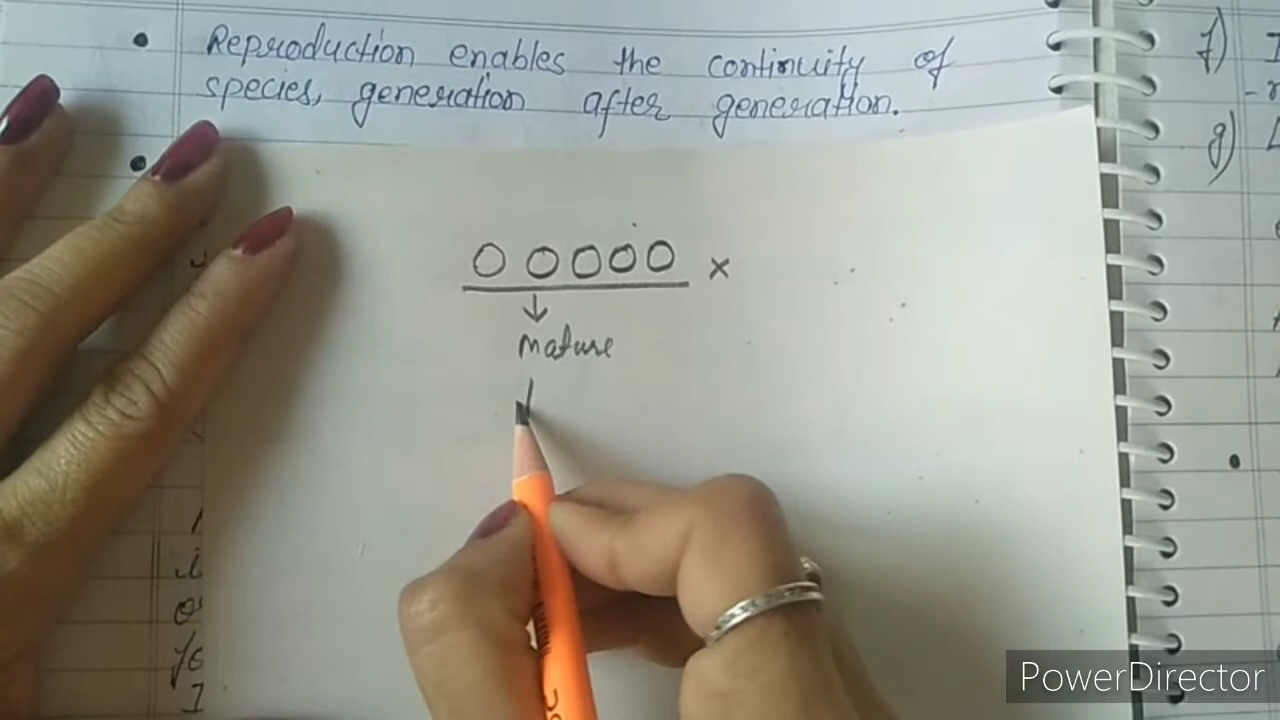 Reproduction enables the continuity of
species, generation after generation.
O O O O O ×
↓
Mature
f)
g)
PowerDirector